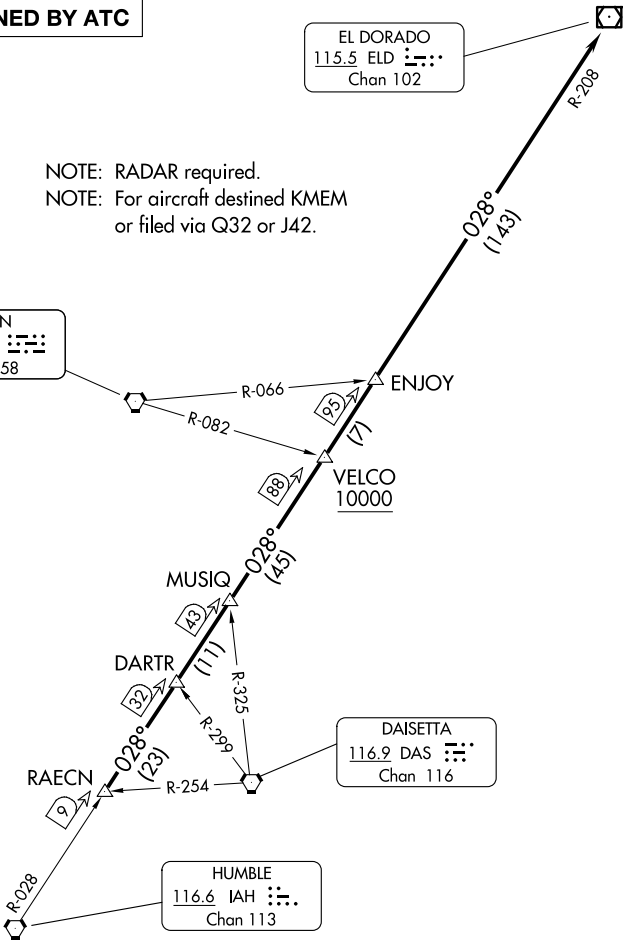 NED BY ATC
EL DORADO
115.5 ELD
Chan 102
R-208
NOTE: RADAR required.
NOTE: For aircraft destined KMEM
or filed via Q32 or J42.
028°
(143)
N
58
R-066
ENJOY
95
R-082
(7)
VELCO
10000
88
028°
(45)
MUSIQ
43
(11)
DARTR
R-325
32
R-299
028°
(23)
DAISETTA
116.9 DAS
Chan 116
RAECN
R-254
9
R-028
HUMBLE
116.6 IAH
Chan 113